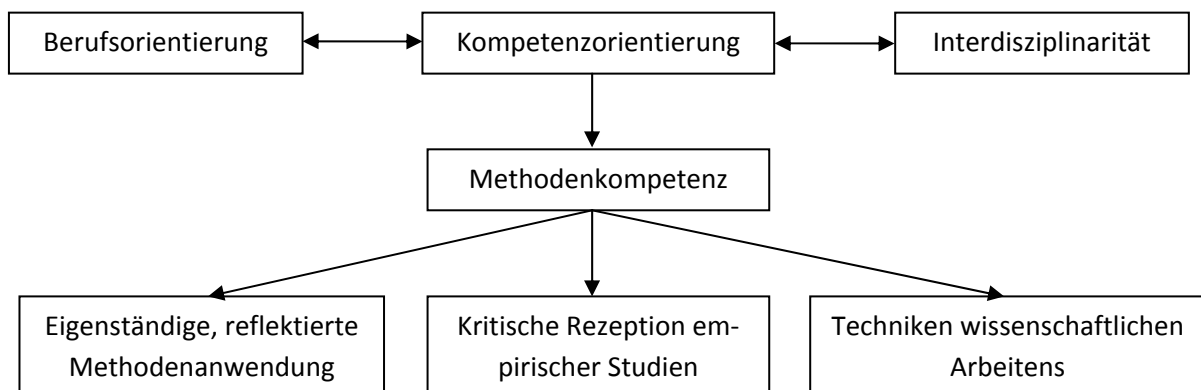 Berufsorientierung
Kompetenzorientierung
Interdisziplinarität
Methodenkompetenz
Eigenständige, reflektierte
Methodenanwendung
Kritische Rezeption em-
pirischer Studien
Techniken wissenschaftlichen
Arbeitens